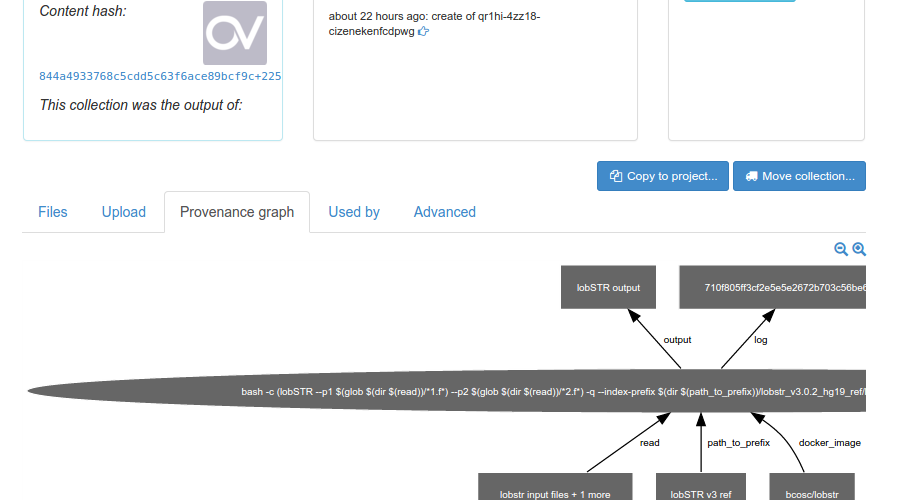 Content hash:
OV
844a4933768c5cdd5c63f6ace89bcf9c+225
This collection was the output of:
about 22 hours ago: create of qr1hi-4zz18-
cizenekenfcdpwg
Copy to project...
Move collection...
Files
Upload
Provenance graph
Used by
Advanced
lobSTR output
710f805ff3cf2e5e5e2672b703c56be6
output
log
bash -c (lobSTR --p1 $(glob $(dir $(read))/*1.f*) --p2 $(glob $(dir $(read))/*2.f*) -q --index-prefix $(dir $(path_to_prefix))/lobstr_v3.0.2_hg19_ref/
read
path_to_prefix
docker_image
lobstr input files + 1 more
lobSTR v3 ref
bcosc/lobstr